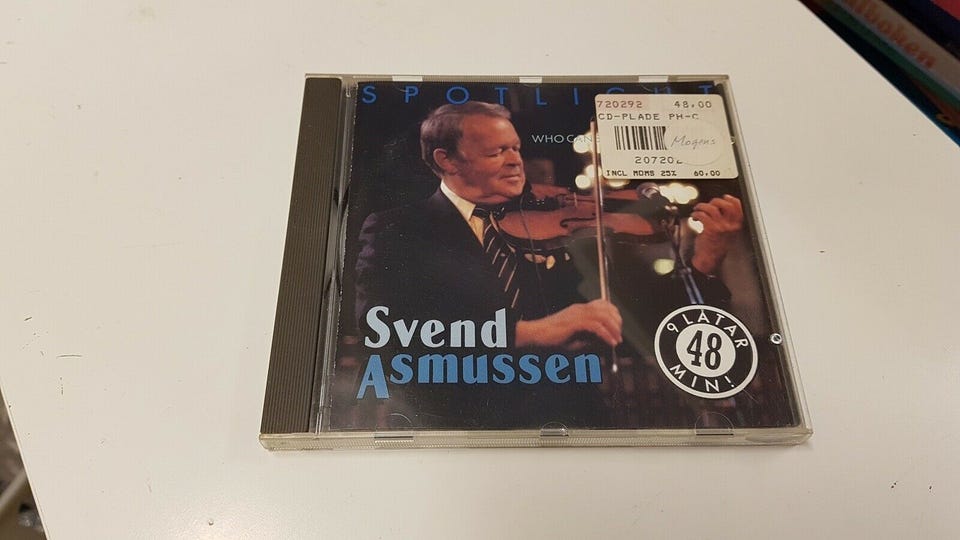 SPOTLIGHT
720292 48,00
CD-PLADE PH-C
WHO CAN
Mogens
INCL MOMS 25% 60,00
Svend
Asmussen
9 LÅTAR
48
MIN!